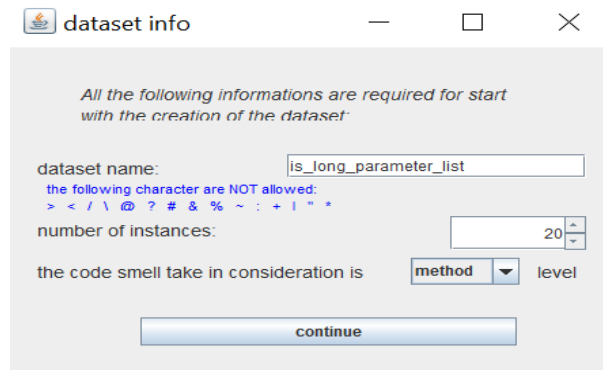 dataset info
All the following informations are required for start
with the creation of the dataset:
dataset name: is_long_parameter_list
the following character are NOT allowed:
> < / \ @ ? # & % ~ : + | " *
number of instances: 20
the code smell take in consideration is method level
continue